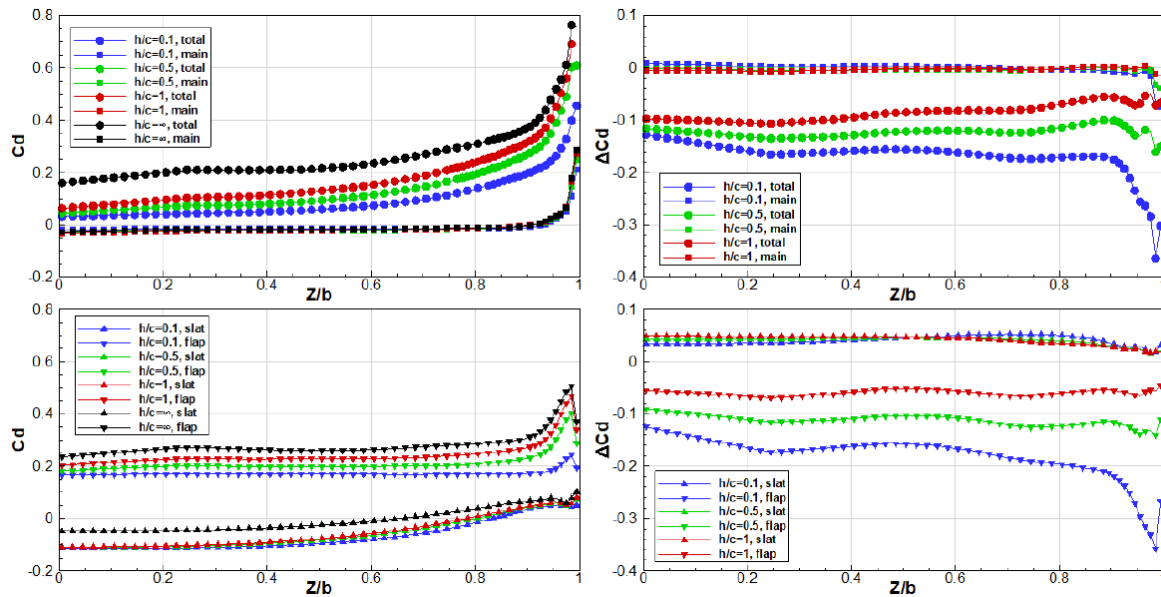 0.8
0.6
0.4
0.2
0
-0.2
Cd
h/c=0.1, total
h/c=0.1, main
h/c=0.5, total
h/c=0.5, main
h/c=1, total
h/c=1, main
h/c=∞, total
h/c=∞, main
0 0.2 0.4 0.6 0.8 1
Z/b
0.1
0
-0.1
-0.2
-0.3
-0.4
ΔCd
h/c=0.1, total
h/c=0.1, main
h/c=0.5, total
h/c=0.5, main
h/c=1, total
h/c=1, main
0 0.2 0.4 0.6 0.8
Z/b
0.8
0.6
0.4
0.2
0
-0.2
Cd
h/c=0.1, slat
h/c=0.1, flap
h/c=0.5, slat
h/c=0.5, flap
h/c=1, slat
h/c=1, flap
h/c=∞, slat
h/c=∞, flap
0 0.2 0.4 0.6 0.8 1
Z/b
0.1
0
-0.1
-0.2
-0.3
-0.4
ΔCd
h/c=0.1, slat
h/c=0.1, flap
h/c=0.5, slat
h/c=0.5, flap
h/c=1, slat
h/c=1, flap
0 0.2 0.4 0.6 0.8
Z/b